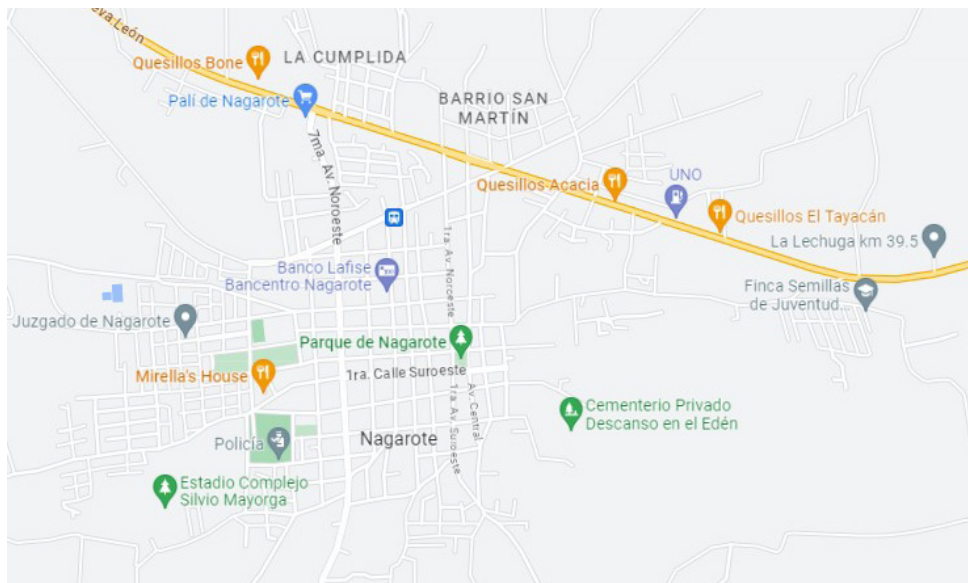 eva León
LA CUMPLIDA
Quesillos Bone
Palí de Nagarote
BARRIO SAN
MARTÍN
7ma. Av. Noroeste
Quesillos Acacia
UNO
Quesillos El Tayacán
La Lechuga km 39.5
1ra. Av. Noroeste
Banco Lafise
Bancentro Nagarote
Finca Semillas
de Juventud...
Juzgado de Nagarote
Parque de Nagarote
Mirella's House
1ra. Calle Suroeste
1ra. Av. Suroeste
Av. Central
Cementerio Privado
Descanso en el Edén
Policía
Nagarote
Estadio Complejo
Silvio Mayorga